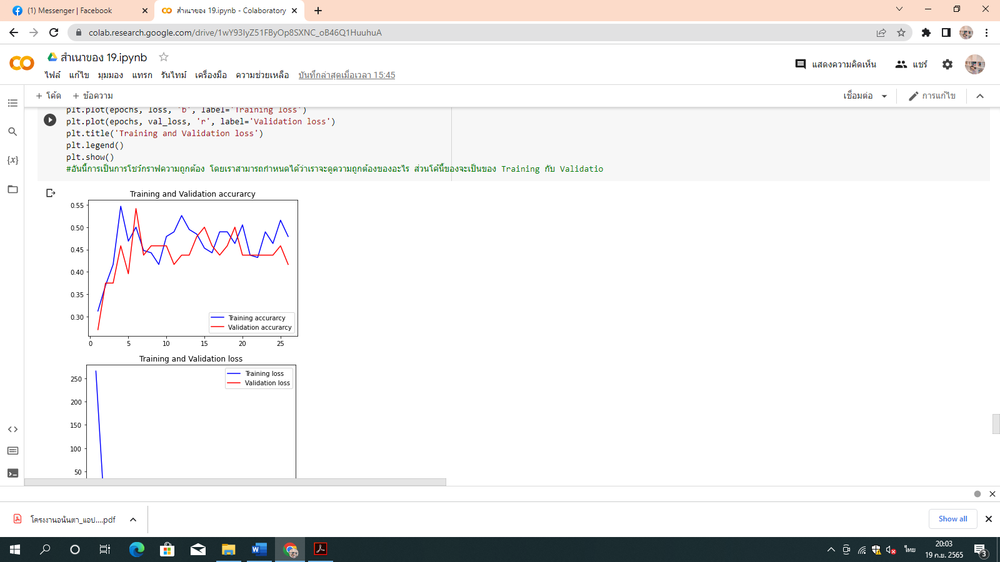 (1) Messenger | Facebook
สำเนาของ 19.ipynb - Colaboratory
colab.research.google.com/drive/1wY93IyZ51FByOp8SXNC_oB46Q1HuuhuA
สำเนาของ 19.ipynb
แสดงความคิดเห็น
แชร์
ไฟล์ แก้ไข มุมมอง แทรก รันไทม์ เครื่องมือ ความช่วยเหลือ บันทึกล่าสุดเมื่อเวลา 15:45
+ โค้ด + ข้อความ
เชื่อมต่อ
การแก้ไข
plt.plot(epochs, loss, 'b', label='Training loss')
plt.plot(epochs, val_loss, 'r', label='Validation loss')
plt.title('Training and Validation loss')
plt.legend()
plt.show()
#อันนี้การเป็นการโชว์กราฟความถูกต้อง โดยเราสามารถกำหนดได้ว่าเราจะดูความถูกต้องของอะไร ส่วนโค้นี้ของจะเป็นของ Training กับ Validatio
{x}
Training and Validation accurarcy
0.55
0.50
0.45
0.40
0.35
0.30
Training accurarcy
Validation accurarcy
0 5 10 15 20 25
Training and Validation loss
250
200
150
100
50
Training loss
Validation loss
โครงงานอนันตา_แอป....pdf
Show all
ไทย
20:03
19 ก.ย. 2565
3